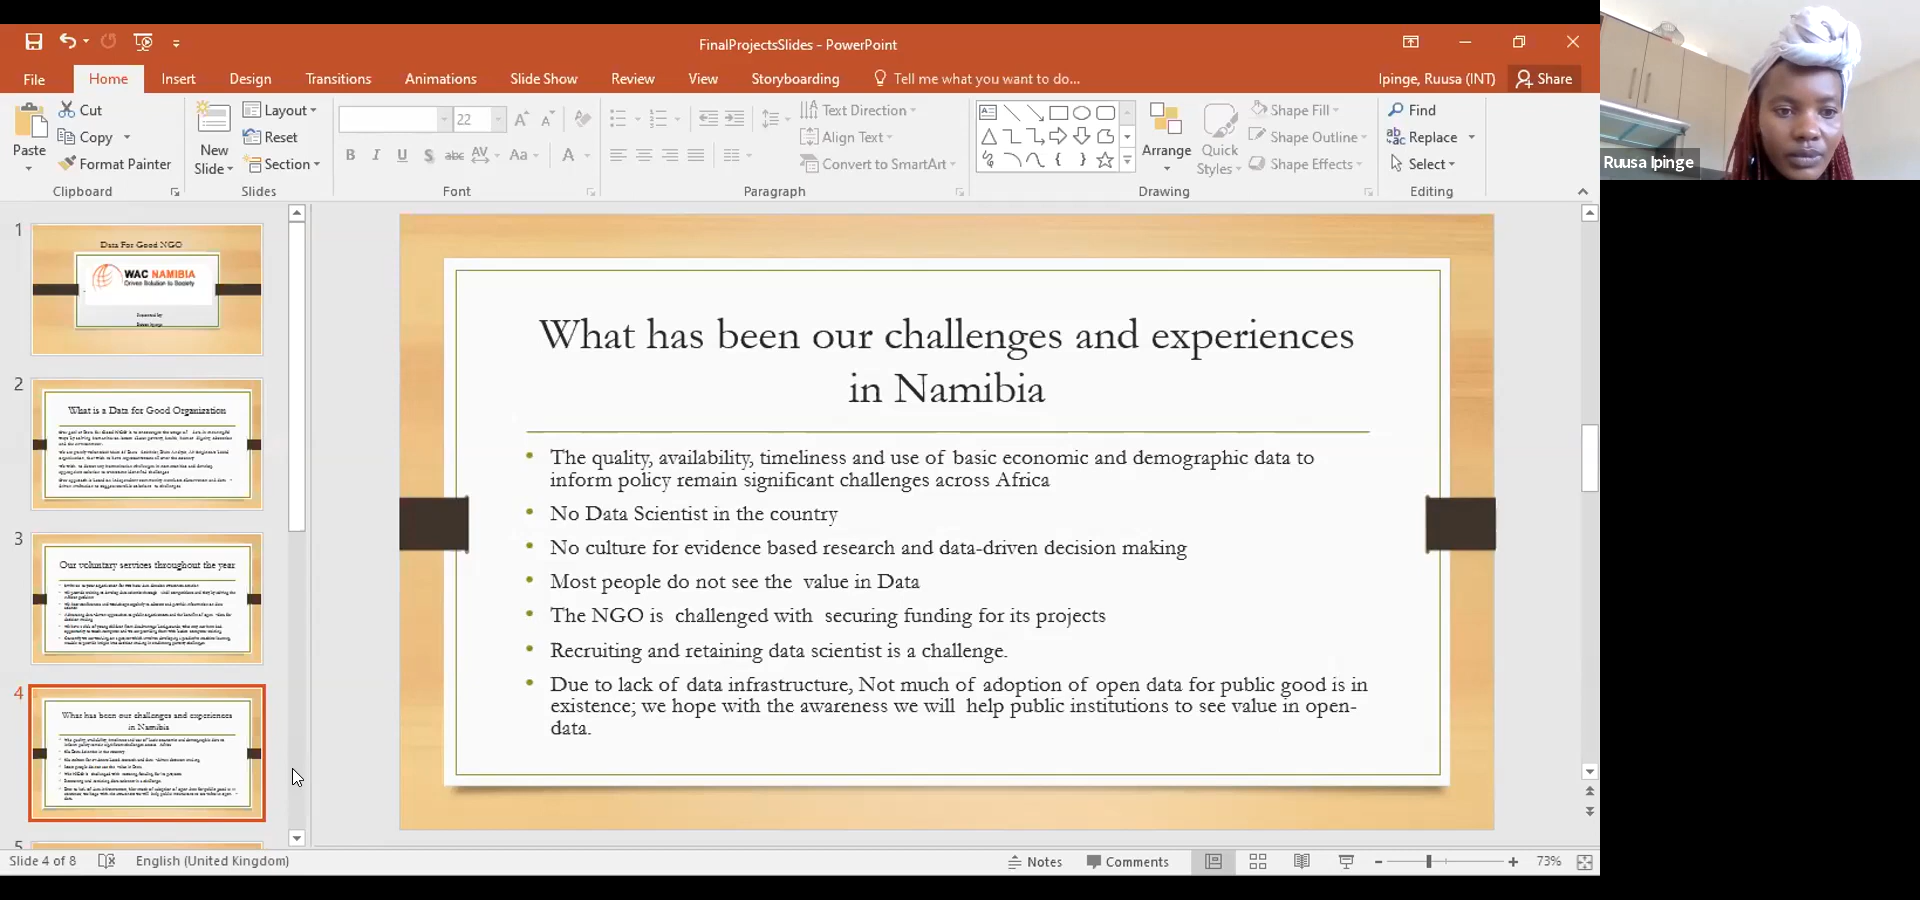 FinalProjectsSlides - PowerPoint
File
Home
Insert
Design
Transitions
Animations
Slide Show
Review
View
Storyboarding
Tell me what you want to do...
Ipinge, Ruusa (INT)
Share
Paste
Cut
Copy
Format Painter
Clipboard
New
Slide
Layout
Reset
Section
Slides
22
B I U S abc AV Aa A
Font
Text Direction
Align Text
Convert to SmartArt
Paragraph
Arrange
Quick
Styles
Shape Fill
Shape Outline
Shape Effects
Drawing
Find
Replace
Select
Editing
Ruusa Ipinge
1
Data For Good NGO
WAC NAMIBIA
Driven Solution to Society
2
What is a Data for Good Organization
3
Our voluntary services throughout the year
4
What has been our challenges and experiences
in Namibia
5
What has been our challenges and experiences
in Namibia
• The quality, availability, timeliness and use of basic economic and demographic data to
inform policy remain significant challenges across Africa
• No Data Scientist in the country
• No culture for evidence based research and data-driven decision making
• Most people do not see the value in Data
• The NGO is challenged with securing funding for its projects
• Recruiting and retaining data scientist is a challenge.
• Due to lack of data infrastructure, Not much of adoption of open data for public good is in
existence; we hope with the awareness we will help public institutions to see value in open-
data.
Slide 4 of 8
English (United Kingdom)
Notes
Comments
73%